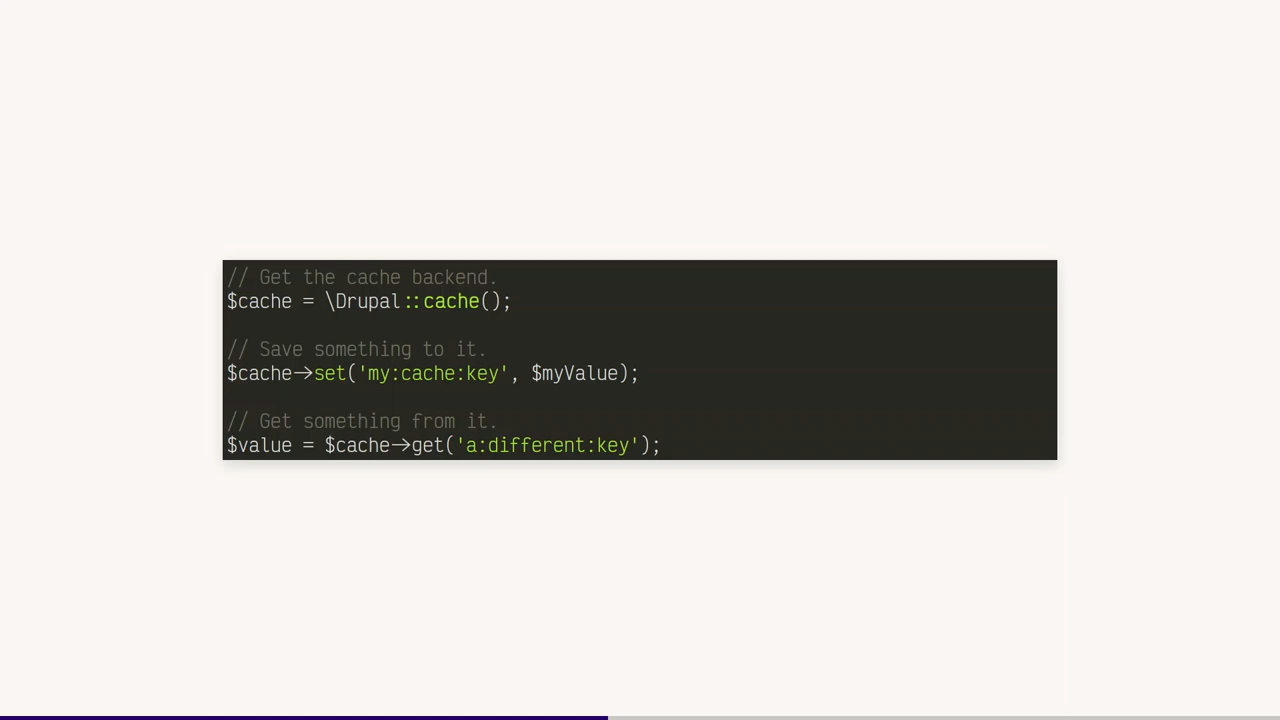 // Get the cache backend.
$cache = \Drupal::cache();
// Save something to it.
$cache->set('my:cache:key', $myValue);
// Get something from it.
$value = $cache->get('a:different:key');